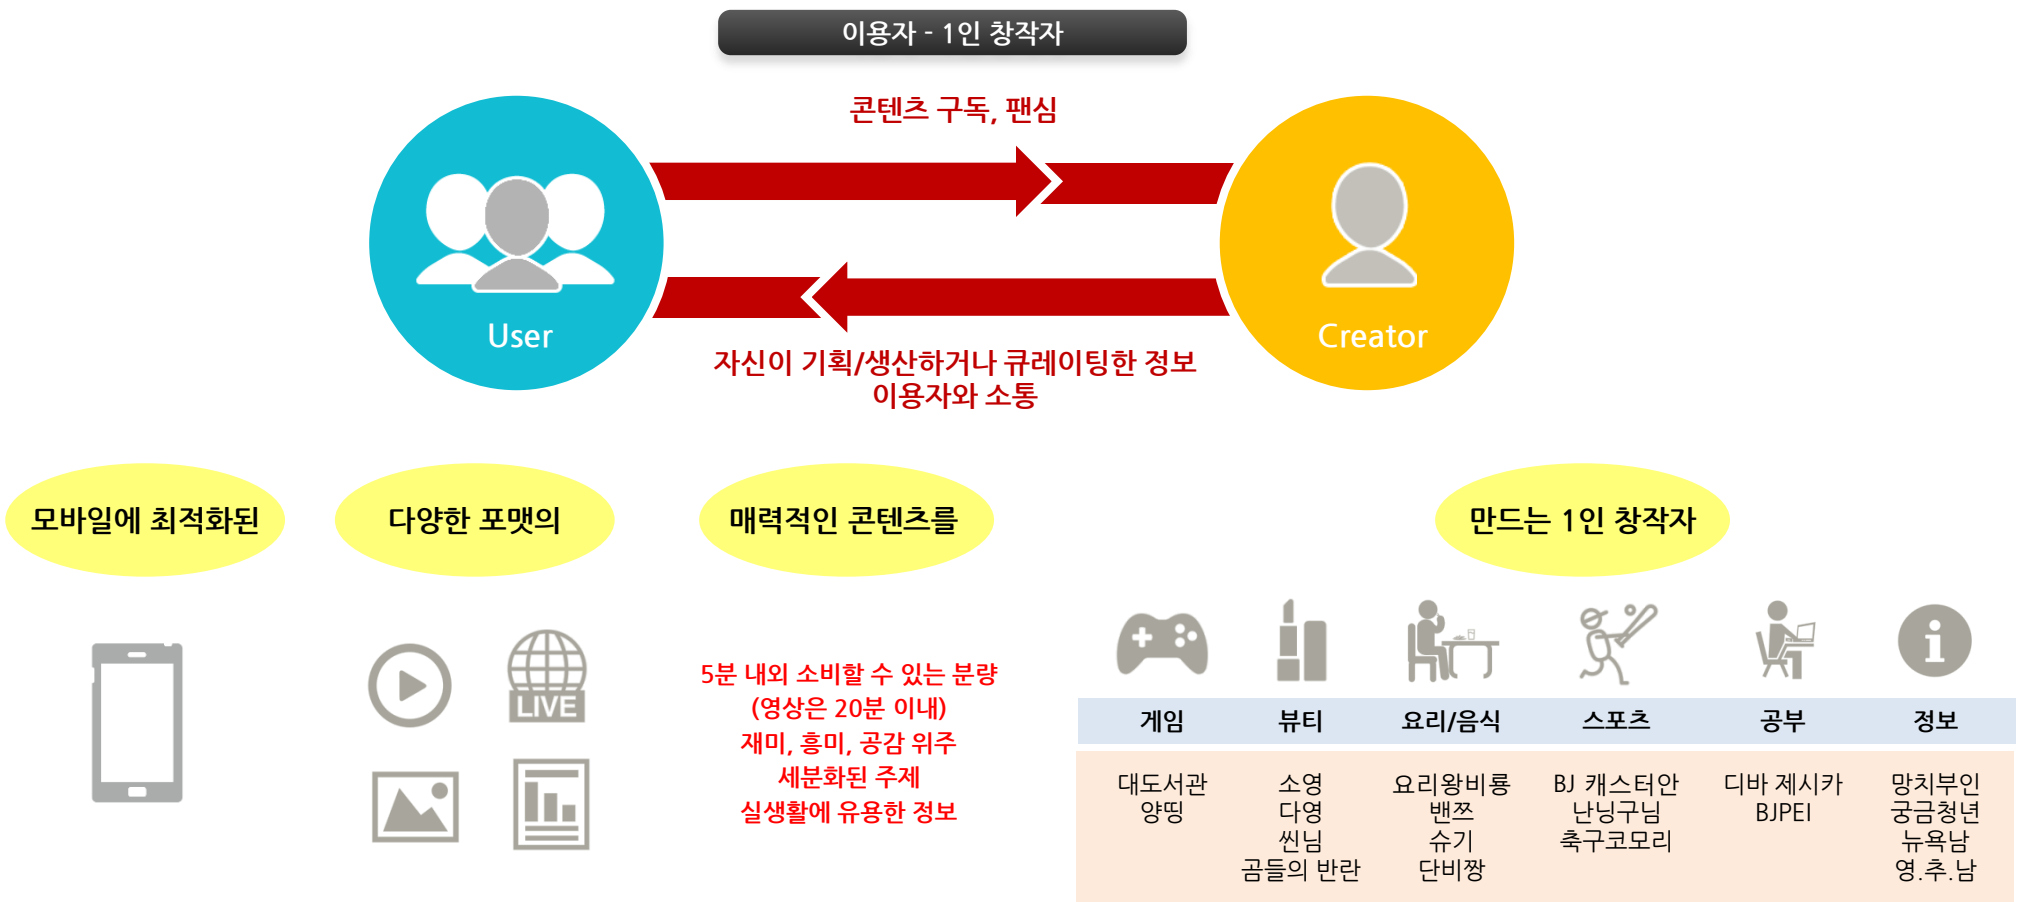 이용자 - 1인 창작자
콘텐츠 구독, 팬심
User
Creator
자신이 기획/생산하거나 큐레이팅한 정보
이용자와 소통
모바일에 최적화된
다양한 포맷의
매력적인 콘텐츠를
만드는 1인 창작자
LIVE
5분 내외 소비할 수 있는 분량
(영상은 20분 이내)
재미, 흥미, 공감 위주
세분화된 주제
실생활에 유용한 정보
게임 뷰티 요리/음식 스포츠 공부 정보
대도서관 소영 요리왕비룡 BJ 캐스터안 디바 제시카 망치부인
양띵 다영 밴쯔 난닝구님 BJPEI 궁금청년
씬님 슈기 축구코모리 뉴욕남
곰들의 반란 단비짱 영.추.남